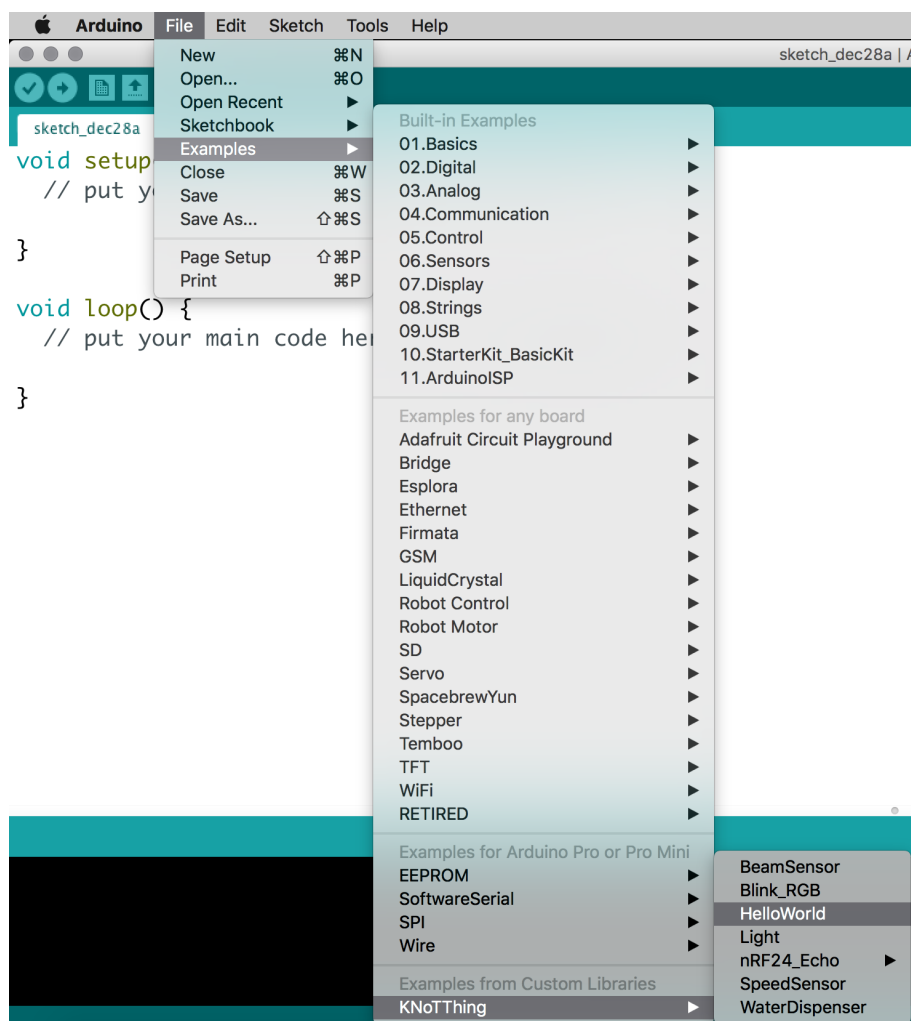 Arduino File Edit Sketch Tools Help
sketch_dec28a |
New ⌘N
Open... ⌘O
Open Recent ▶
Sketchbook ▶
Examples ▶
Close ⌘W
Save ⌘S
Save As... ⇧⌘S
Page Setup ⇧⌘P
Print ⌘P
sketch_dec28a
void setup
// put y
}
void loop() {
// put your main code her
}
Built-in Examples
01.Basics ▶
02.Digital ▶
03.Analog ▶
04.Communication ▶
05.Control ▶
06.Sensors ▶
07.Display ▶
08.Strings ▶
09.USB ▶
10.StarterKit_BasicKit ▶
11.ArduinoISP ▶
Examples for any board
Adafruit Circuit Playground ▶
Bridge ▶
Esplora ▶
Ethernet ▶
Firmata ▶
GSM ▶
LiquidCrystal ▶
Robot Control ▶
Robot Motor ▶
SD ▶
Servo ▶
SpacebrewYun ▶
Stepper ▶
Temboo ▶
TFT ▶
WiFi ▶
RETIRED ▶
Examples for Arduino Pro or Pro Mini
EEPROM ▶
SoftwareSerial ▶
SPI ▶
Wire ▶
Examples from Custom Libraries
KNoTThing ▶
BeamSensor
Blink_RGB
HelloWorld
Light
nRF24_Echo ▶
SpeedSensor
WaterDispenser